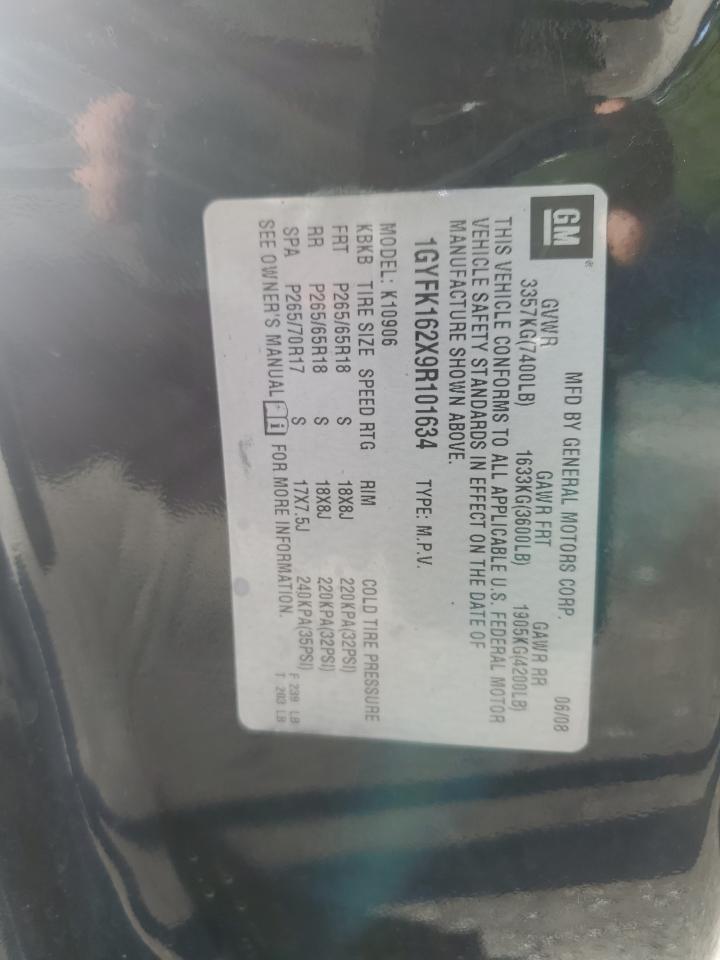 GM®
MFD BY GENERAL MOTORS CORP. 06/08
GVWR GAWR FRT GAWR RR
3357KG(7400LB) 1633KG(3600LB) 1905KG(4200LB)
THIS VEHICLE CONFORMS TO ALL APPLICABLE U.S. FEDERAL MOTOR
VEHICLE SAFETY STANDARDS IN EFFECT ON THE DATE OF
MANUFACTURE SHOWN ABOVE.
1GYFK162X9R101634 TYPE: M.P.V.
MODEL: K10906
KBKB TIRE SIZE SPEED RTG RIM COLD TIRE PRESSURE
FRT P265/65R18 S 18X8J 220KPA(32PSI)
RR P265/65R18 S 18X8J 220KPA(32PSI)
SPA P265/70R17 S 17X7.5J 240KPA(35PSI) F 239 LB
SEE OWNER'S MANUAL FOR MORE INFORMATION. T 203 LB